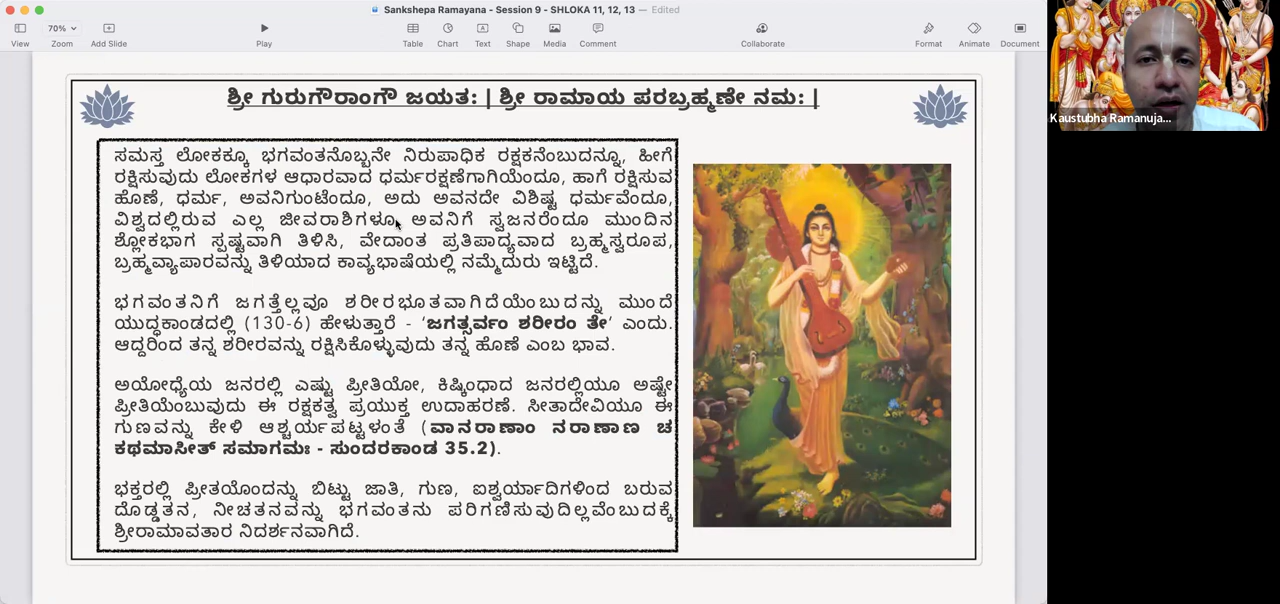 Sankshepa Ramayana - Session 9 - SHLOKA 11, 12, 13 — Edited
View
70%
Zoom
Add Slide
Play
Table
Chart
Text
Shape
Media
Comment
Collaborate
Format
Animate
Document
ಶ್ರೀ ಗುರುಗೌರಾಂಗೌ ಜಯತ: | ಶ್ರೀ ರಾಮಾಯ ಪರಬ್ರಹ್ಮಣೇ ನಮ: |
ಸಮಸ್ತ ಲೋಕಕ್ಕೂ ಭಗವಂತನೊಬ್ಬನೇ ನಿರುಪಾಧಿಕ ರಕ್ಷಕನೆಂಬುದನ್ನೂ, ಹೀಗೆ
ರಕ್ಷಿಸುವುದು ಲೋಕಗಳ ಆಧಾರವಾದ ಧರ್ಮರಕ್ಷಣೆಗಾಗಿಯೆಂದೂ, ಹಾಗೆ ರಕ್ಷಿಸುವ
ಹೊಣೆ, ಧರ್ಮ, ಅವನಿಗುಂಟೆಂದೂ, ಅದು ಅವನದೇ ವಿಶಿಷ್ಟ ಧರ್ಮವೆಂದೂ,
ವಿಶ್ವದಲ್ಲಿರುವ ಎಲ್ಲ ಜೀವರಾಶಿಗಳೂ ಅವನಿಗೆ ಸ್ವಜನರೆಂದೂ ಮುಂದಿನ
ಶ್ಲೋಕಭಾಗ ಸ್ಪಷ್ಟವಾಗಿ ತಿಳಿಸಿ, ವೇದಾಂತ ಪ್ರತಿಪಾದ್ಯವಾದ ಬ್ರಹ್ಮಸ್ವರೂಪ,
ಬ್ರಹ್ಮವ್ಯಾಪಾರವನ್ನು ತಿಳಿಯಾದ ಕಾವ್ಯಭಾಷೆಯಲ್ಲಿ ನಮ್ಮೆದುರು ಇಟ್ಟಿದೆ.
ಭಗವಂತನಿಗೆ ಜಗತ್ತೆಲ್ಲವೂ ಶರೀರಭೂತವಾಗಿದೆಯೆಂಬುದನ್ನು ಮುಂದೆ
ಯುದ್ಧಕಾಂಡದಲ್ಲಿ (130-6) ಹೇಳುತ್ತಾರೆ - ‘ಜಗತ್ಸರ್ವಂ ಶರೀರಂ ತೇ’ ಎಂದು.
ಆದ್ದರಿಂದ ತನ್ನ ಶರೀರವನ್ನು ರಕ್ಷಿಸಿಕೊಳ್ಳುವುದು ತನ್ನ ಹೊಣೆ ಎಂಬ ಭಾವ.
ಅಯೋಧ್ಯೆಯ ಜನರಲ್ಲಿ ಎಷ್ಟು ಪ್ರೀತಿಯೋ, ಕಿಷ್ಕಿಂಧಾದ ಜನರಲ್ಲಿಯೂ ಅಷ್ಟೇ
ಪ್ರೀತಿಯೆಂಬುವುದು ಈ ರಕ್ಷಕತ್ವ ಪ್ರಯುಕ್ತ ಉದಾಹರಣೆ. ಸೀತಾದೇವಿಯೂ ಈ
ಗುಣವನ್ನು ಕೇಳಿ ಆಶ್ಚರ್ಯಪಟ್ಟಳಂತೆ (ವಾನರಾಣಾಂ ನರಾಣಾಣ ಚ
ಕಥಮಾಸೀತ್ ಸಮಾಗಮಃ - ಸುಂದರಕಾಂಡ 35.2).
ಭಕ್ತರಲ್ಲಿ ಪ್ರೀತಯೊಂದನ್ನು ಬಿಟ್ಟು ಜಾತಿ, ಗುಣ, ಐಶ್ವರ್ಯಾದಿಗಳಿಂದ ಬರುವ
ದೊಡ್ಡತನ, ನೀಚತನವನ್ನು ಭಗವಂತನು ಪರಿಗಣಿಸುವುದಿಲ್ಲವೆಂಬುದಕ್ಕೆ
ಶ್ರೀರಾಮಾವತಾರ ನಿದರ್ಶನವಾಗಿದೆ.
Kaustubha Ramanuja...